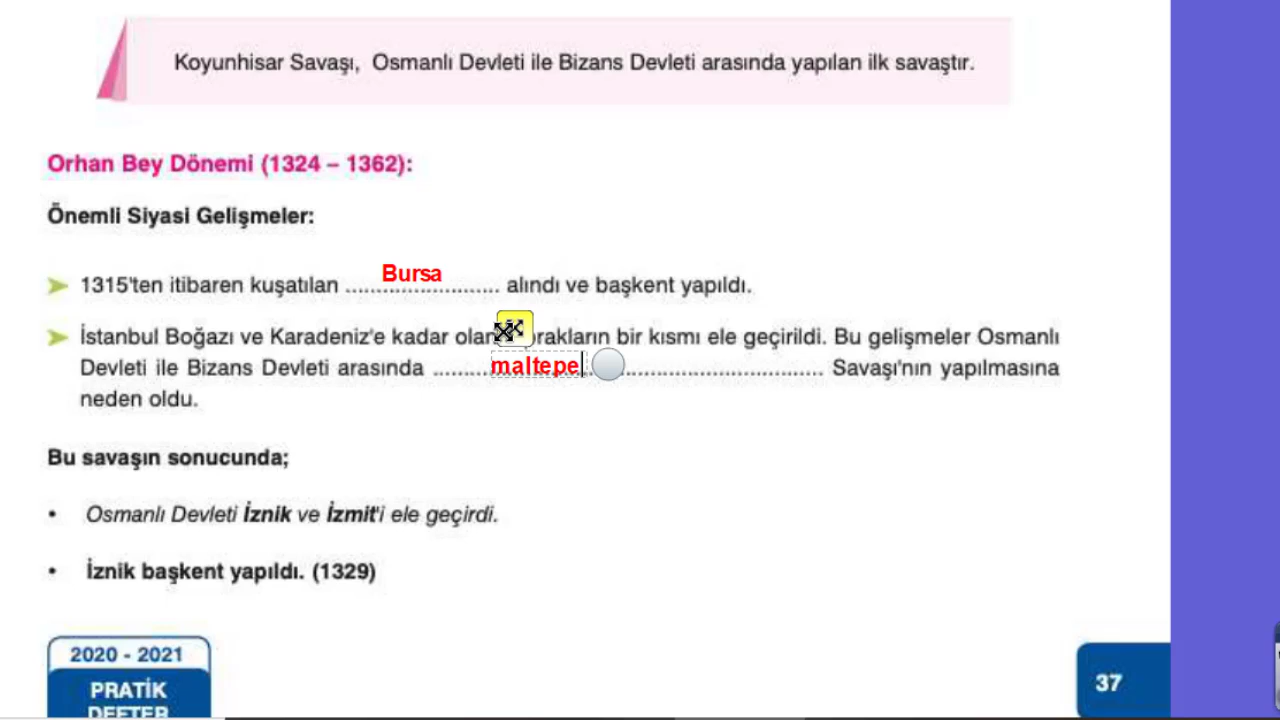 Koyunhisar Savaşı, Osmanlı Devleti ile Bizans Devleti arasında yapılan ilk savaştır.
Orhan Bey Dönemi (1324 – 1362):
Önemli Siyasi Gelişmeler:
1315'ten itibaren kuşatılan ......................... alındı ve başkent yapıldı.
Bursa
İstanbul Boğazı ve Karadeniz'e kadar olan bir kısmı ele geçirildi. Bu gelişmeler Osmanlı
Devleti ile Bizans Devleti arasında .........maltepe................................. Savaşı'nın yapılmasına
neden oldu.
Bu savaşın sonucunda;
• Osmanlı Devleti İznik ve İzmit'i ele geçirdi.
• İznik başkent yapıldı. (1329)
2020 - 2021
PRATİK
DEFTER
37